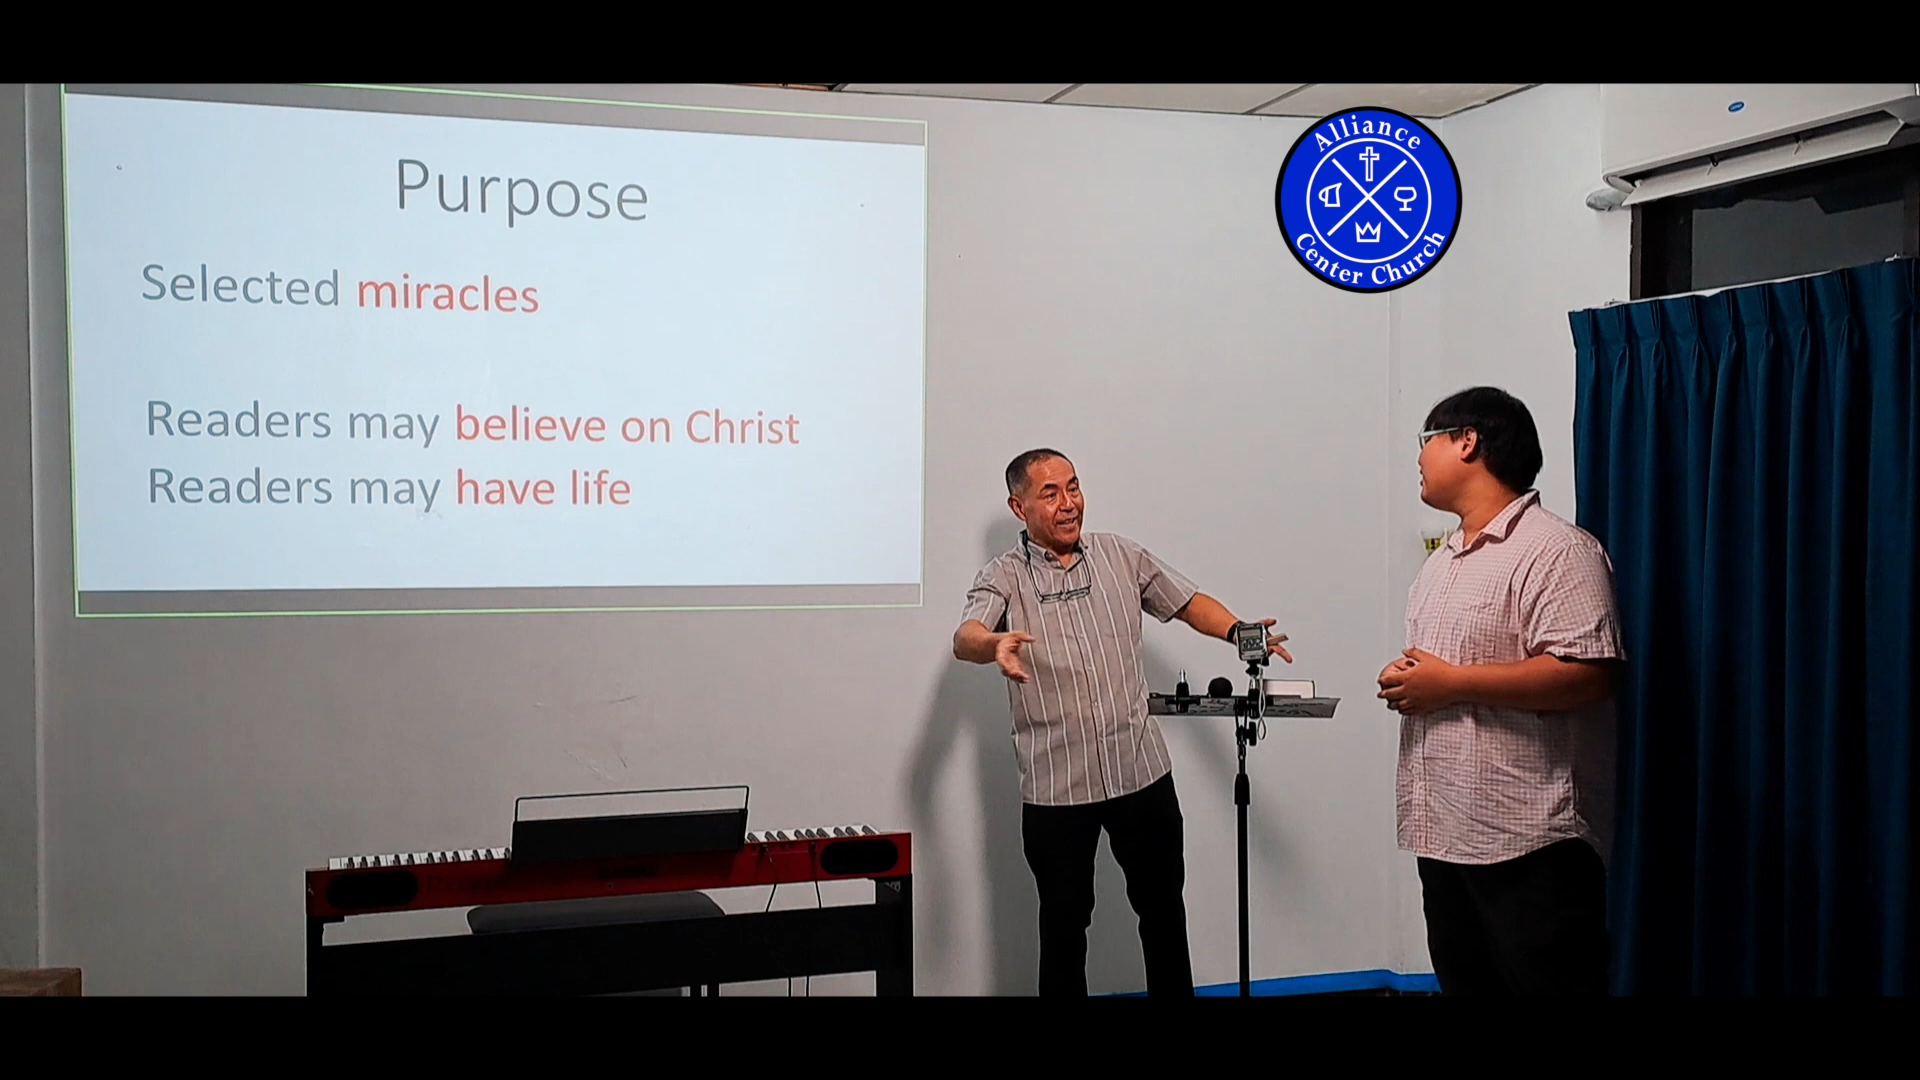 Purpose
Selected miracles
Readers may believe on Christ
Readers may have life
Alliance
Center Church